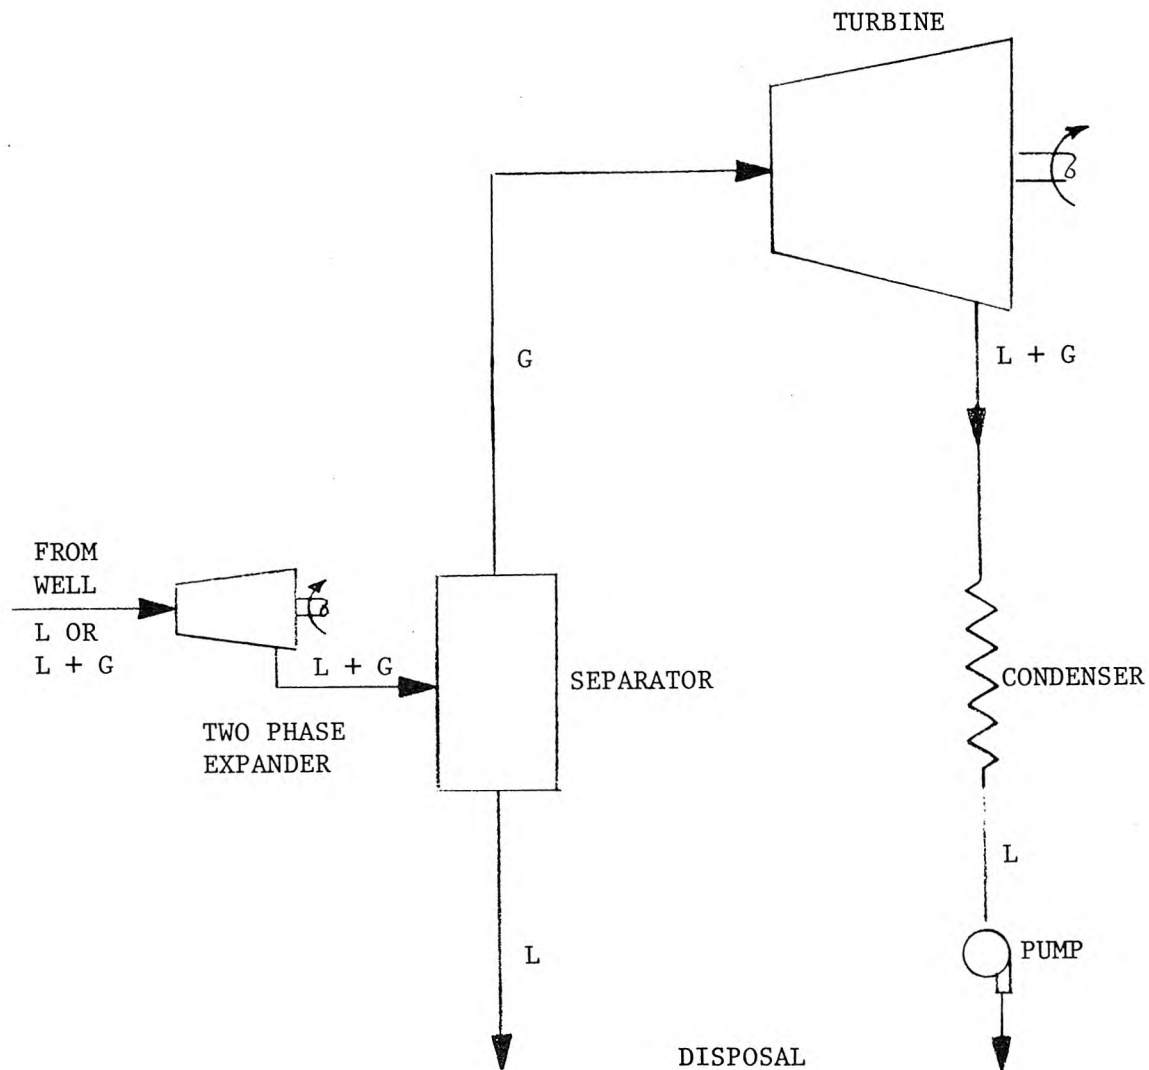 TURBINE
G
L + G
FROM
WELL
L OR
L + G
L + G
SEPARATOR
CONDENSER
TWO PHASE
EXPANDER
L
L
PUMP
DISPOSAL